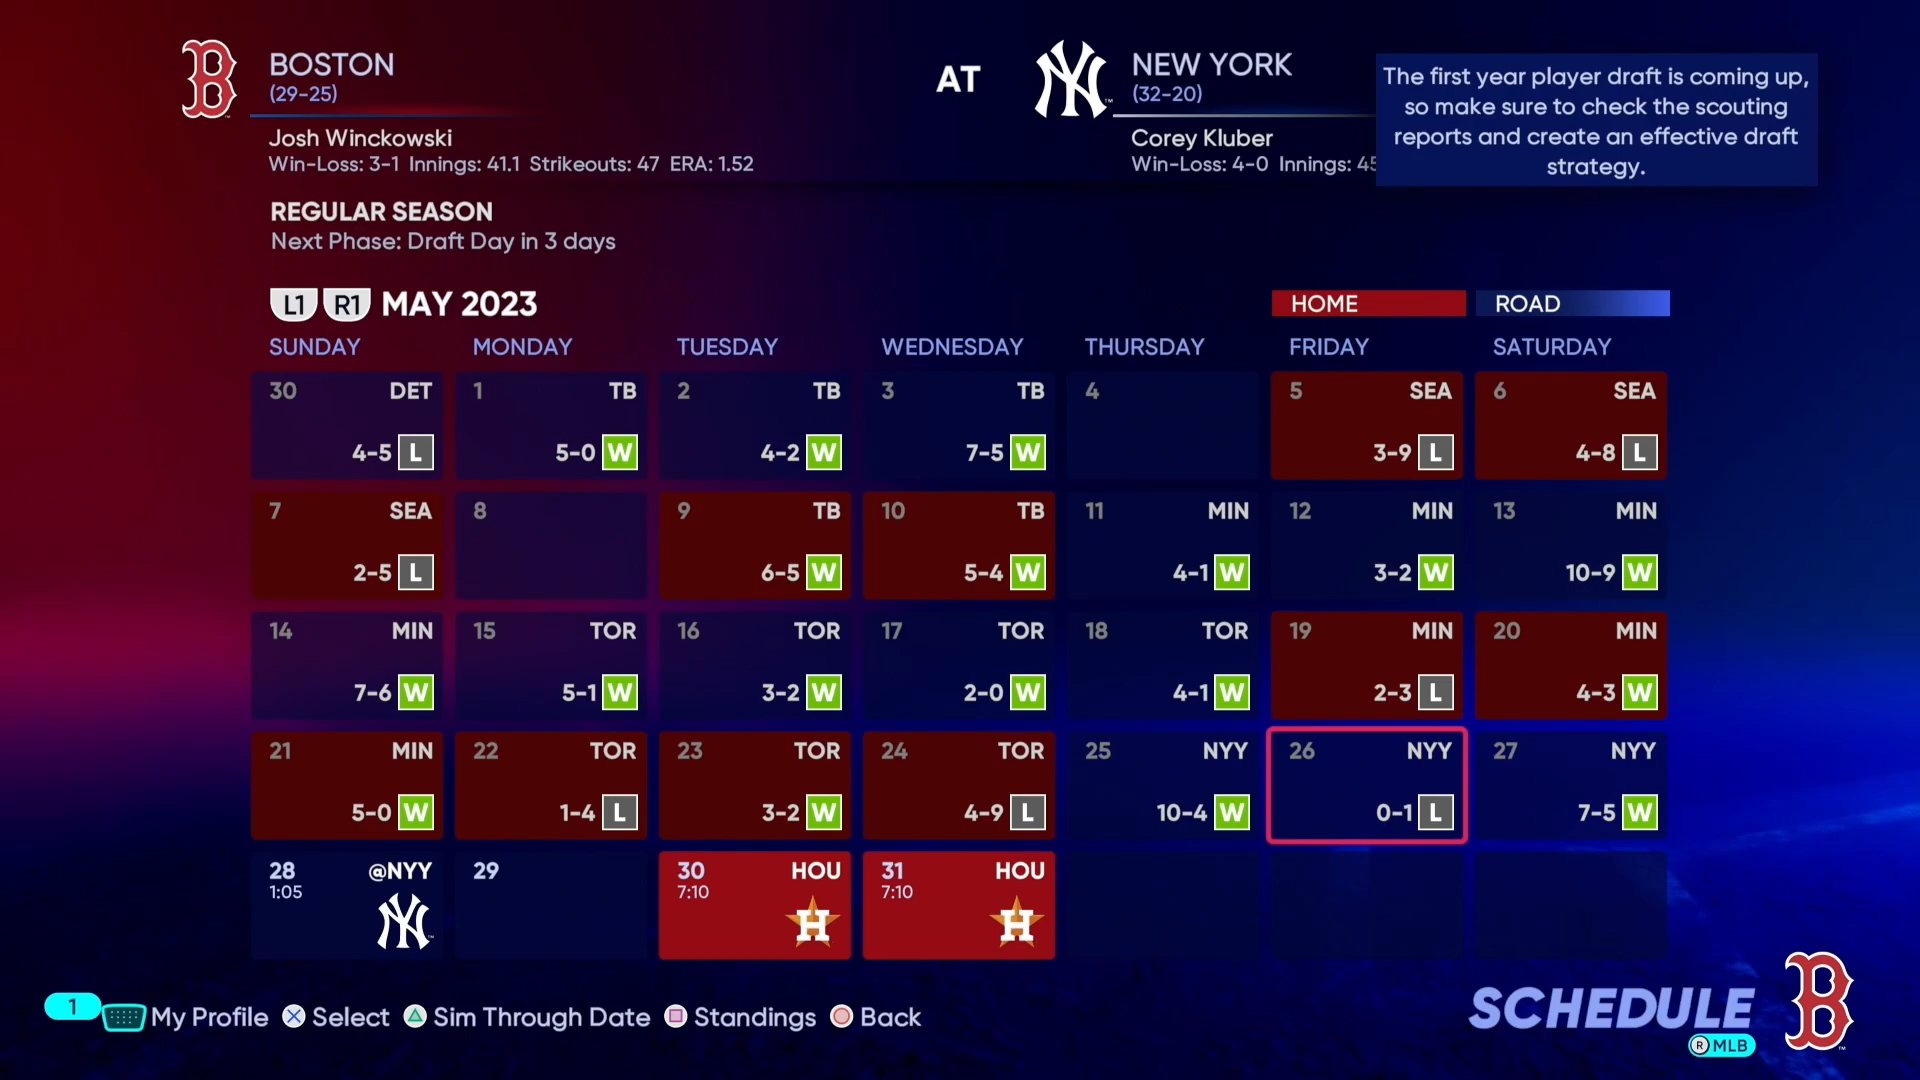 BOSTON
(29-25)
Josh Winckowski
Win-Loss: 3-1 Innings: 41.1 Strikeouts: 47 ERA: 1.52
AT
NEW YORK
(32-20)
Corey Kluber
Win-Loss: 4-0 Innings: 45
The first year player draft is coming up,
so make sure to check the scouting
reports and create an effective draft
strategy.
REGULAR SEASON
Next Phase: Draft Day in 3 days
L1 R1 MAY 2023
HOME ROAD
SUNDAY MONDAY TUESDAY WEDNESDAY THURSDAY FRIDAY SATURDAY
30 DET 1 TB 2 TB 3 TB 4 5 SEA 6 SEA
4-5 L 5-0 W 4-2 W 7-5 W 3-9 L 4-8 L
7 SEA 8 9 TB 10 TB 11 MIN 12 MIN 13 MIN
2-5 L 6-5 W 5-4 W 4-1 W 3-2 W 10-9 W
14 MIN 15 TOR 16 TOR 17 TOR 18 TOR 19 MIN 20 MIN
7-6 W 5-1 W 3-2 W 2-0 W 4-1 W 2-3 L 4-3 W
21 MIN 22 TOR 23 TOR 24 TOR 25 NYY 26 NYY 27 NYY
5-0 W 1-4 L 3-2 W 4-9 L 10-4 W 0-1 L 7-5 W
28 @NYY 29 30 HOU 31 HOU
1:05 7:10 7:10
1 My Profile Select Sim Through Date Standings Back
SCHEDULE
R MLB